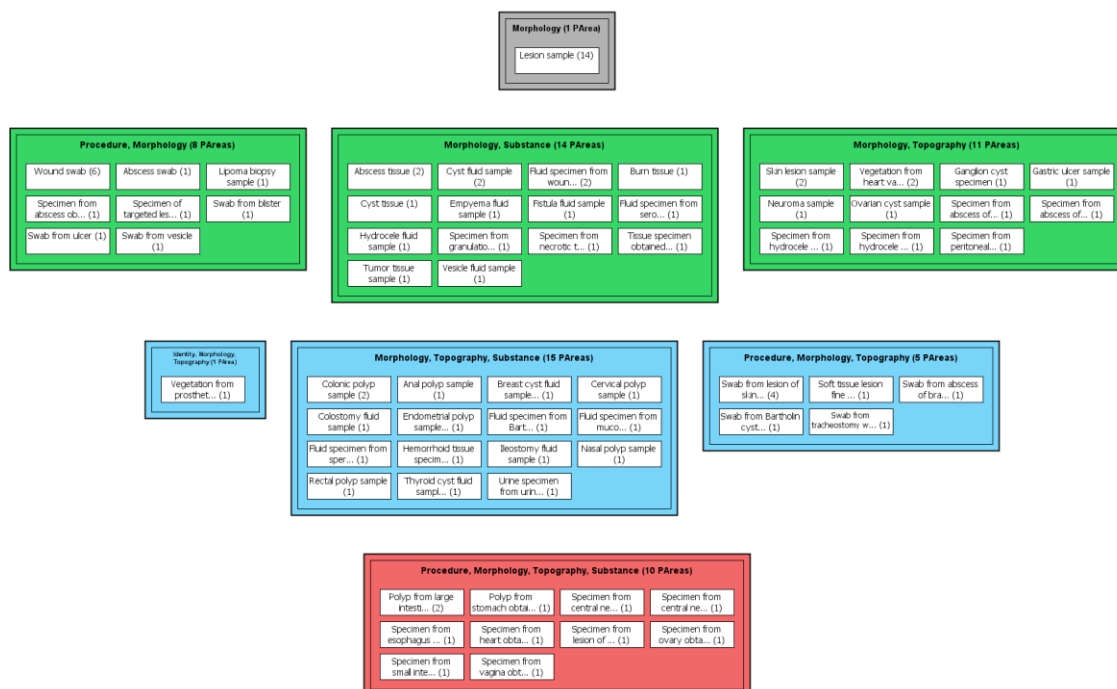 Morphology (1 PArea)
Lesion sample (14)
Procedure, Morphology (8 PAreas)
Wound swab (6)
Abscess swab (1)
Lipoma biopsy
sample (1)
Specimen from
abscess ob... (1)
Specimen of
targeted les... (1)
Swab from blister
(1)
Swab from ulcer (1)
Swab from vesicle
(1)
Morphology, Substance (14 PAreas)
Abscess tissue (2)
Cyst fluid sample
(2)
Fluid specimen from
woun... (2)
Burn tissue (1)
Cyst tissue (1)
Empyema fluid
sample (1)
Fistula fluid sample
(1)
Fluid specimen from
sero... (1)
Hydrocele fluid
sample (1)
Specimen from
granulatio... (1)
Specimen from
necrotic t... (1)
Tissue specimen
obtained... (1)
Tumor tissue
sample (1)
Vesicle fluid sample
(1)
Morphology, Topography (11 PAreas)
Skin lesion sample
(2)
Vegetation from
heart va... (2)
Ganglion cyst
specimen (1)
Gastric ulcer sample
(1)
Neuroma sample
(1)
Ovarian cyst sample
(1)
Specimen from
abscess of... (1)
Specimen from
abscess of... (1)
Specimen from
hydrocele ... (1)
Specimen from
hydrocele ... (1)
Specimen from
peritoneal... (1)
Identity, Morphology,
Topography (1 PArea)
Vegetation from
prosthet... (1)
Morphology, Topography, Substance (15 PAreas)
Colonic polyp
sample (2)
Anal polyp sample
(1)
Breast cyst fluid
sample... (1)
Cervical polyp
sample (1)
Colostomy fluid
sample (1)
Endometrial polyp
sample... (1)
Fluid specimen from
Bart... (1)
Fluid specimen from
muco... (1)
Fluid specimen from
sper... (1)
Hemorrhoid tissue
specim... (1)
Ileostomy fluid
sample (1)
Nasal polyp sample
(1)
Rectal polyp sample
(1)
Thyroid cyst fluid
sampl... (1)
Urine specimen
from urin... (1)
Procedure, Morphology, Topography (5 PAreas)
Swab from lesion of
skin... (4)
Soft tissue lesion
fine ... (1)
Swab from abscess
of bra... (1)
Swab from Bartholin
cyst... (1)
Swab from
tracheostomy w... (1)
Procedure, Morphology, Topography, Substance (10 PAreas)
Polyp from large
intesti... (2)
Polyp from
stomach obtai... (1)
Specimen from
central ne... (1)
Specimen from
central ne... (1)
Specimen from
esophagus ... (1)
Specimen from
heart obta... (1)
Specimen from
lesion of ... (1)
Specimen from
ovary obta... (1)
Specimen from
small inte... (1)
Specimen from
vagina obt... (1)